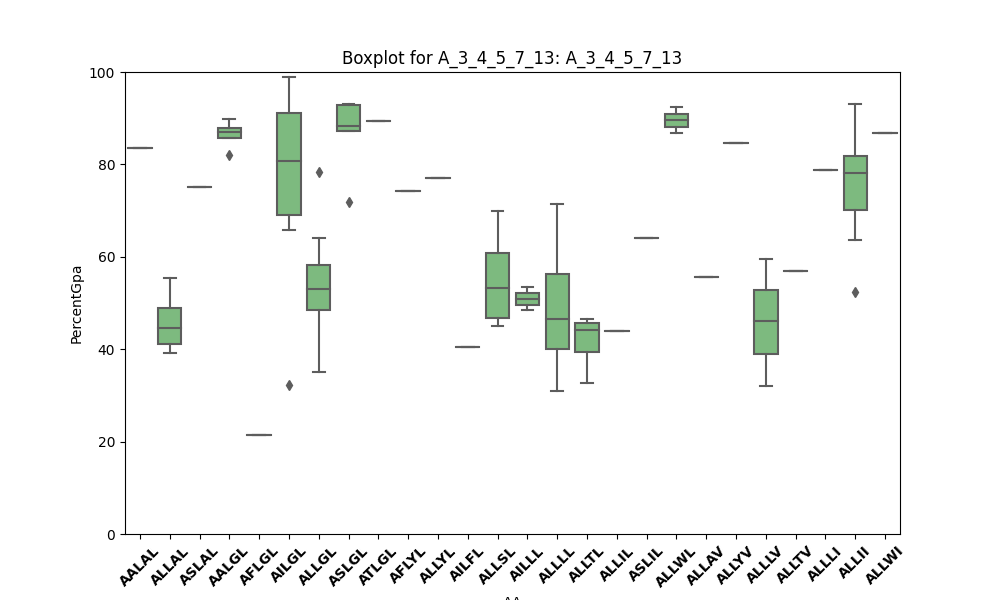 Boxplot for A_3_4_5_7_13: A_3_4_5_7_13
100
80
60
40
20
0
PercentGpa
AALAL ALLAL ASLAL AALGL AFLGL AILGL ALLGL ASLGL ATLGL AFLYL ALLYL AILFL ALLSL AILLL ALLLL ALLTL ALLIL ASLIL ALLWL ALLAV ALLYV ALLLV ALLTV ALLLI ALLII ALLWI